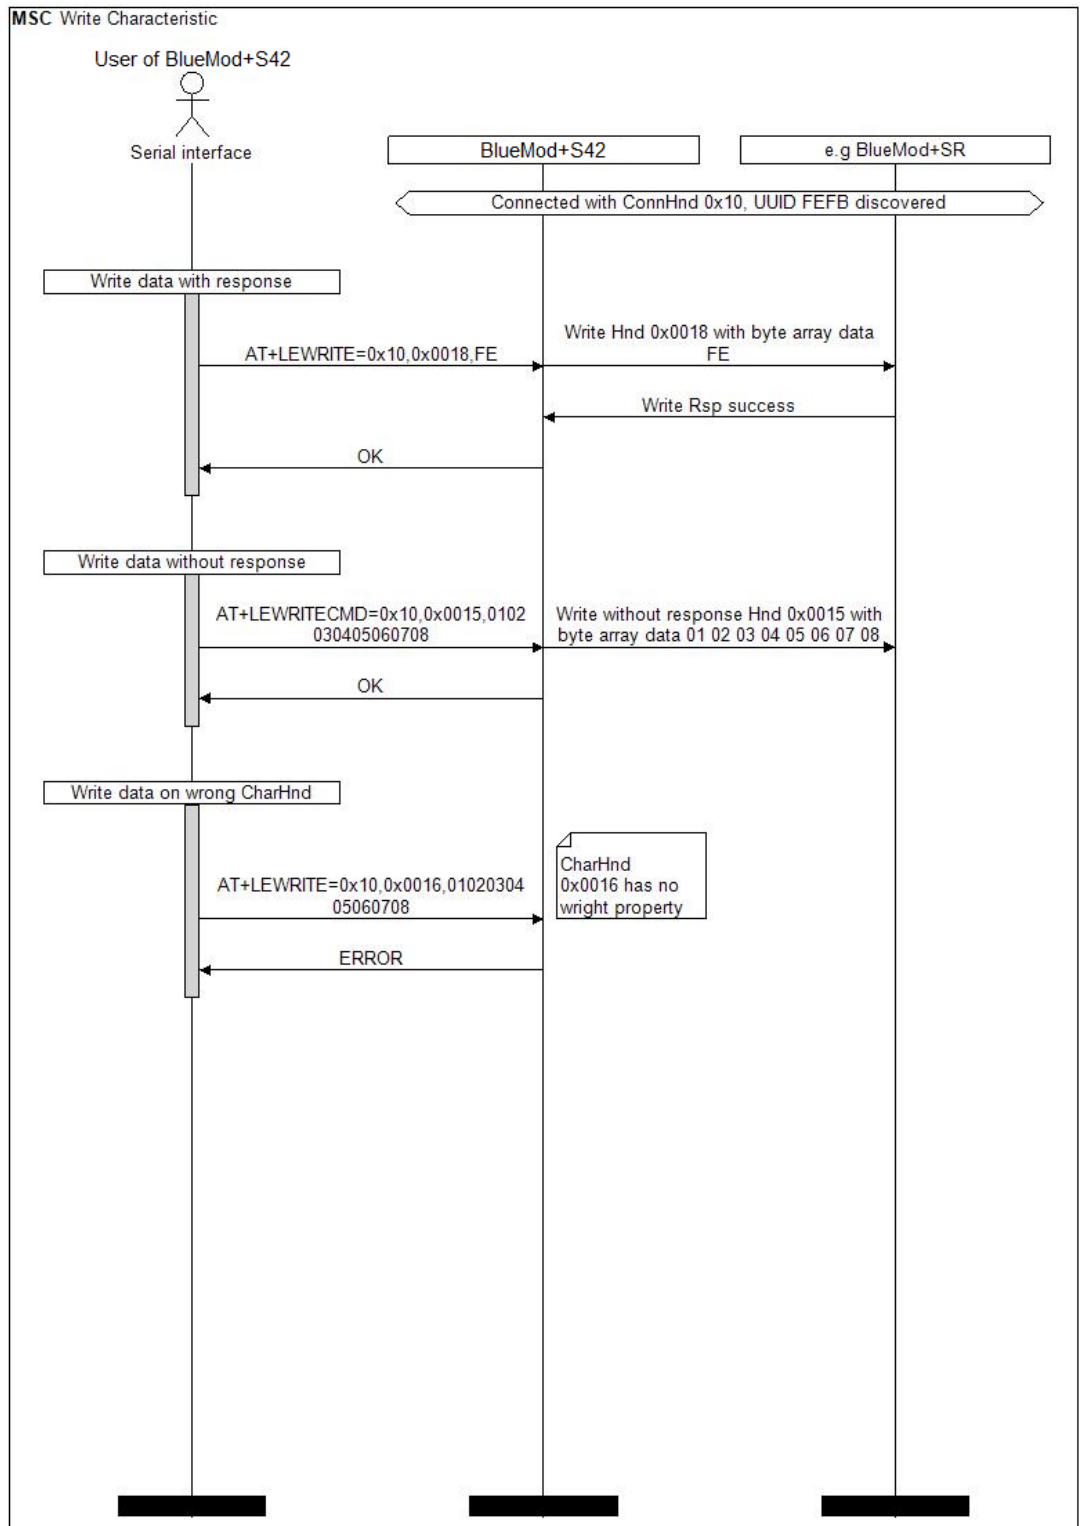 MSC Write Characteristic
User of BlueMod+S42
Serial interface
BlueMod+S42
e.g BlueMod+SR
Connected with ConnHnd 0x10, UUID FEFB discovered
Write data with response
AT+LEWRITE=0x10,0x0018,FE
Write Hnd 0x0018 with byte array data
FE
Write Rsp success
OK
Write data without response
AT+LEWRITECMD=0x10,0x0015,0102
030405060708
Write without response Hnd 0x0015 with
byte array data 01 02 03 04 05 06 07 08
OK
Write data on wrong CharHnd
AT+LEWRITE=0x10,0x0016,01020304
05060708
CharHnd
0x0016 has no
wright property
ERROR